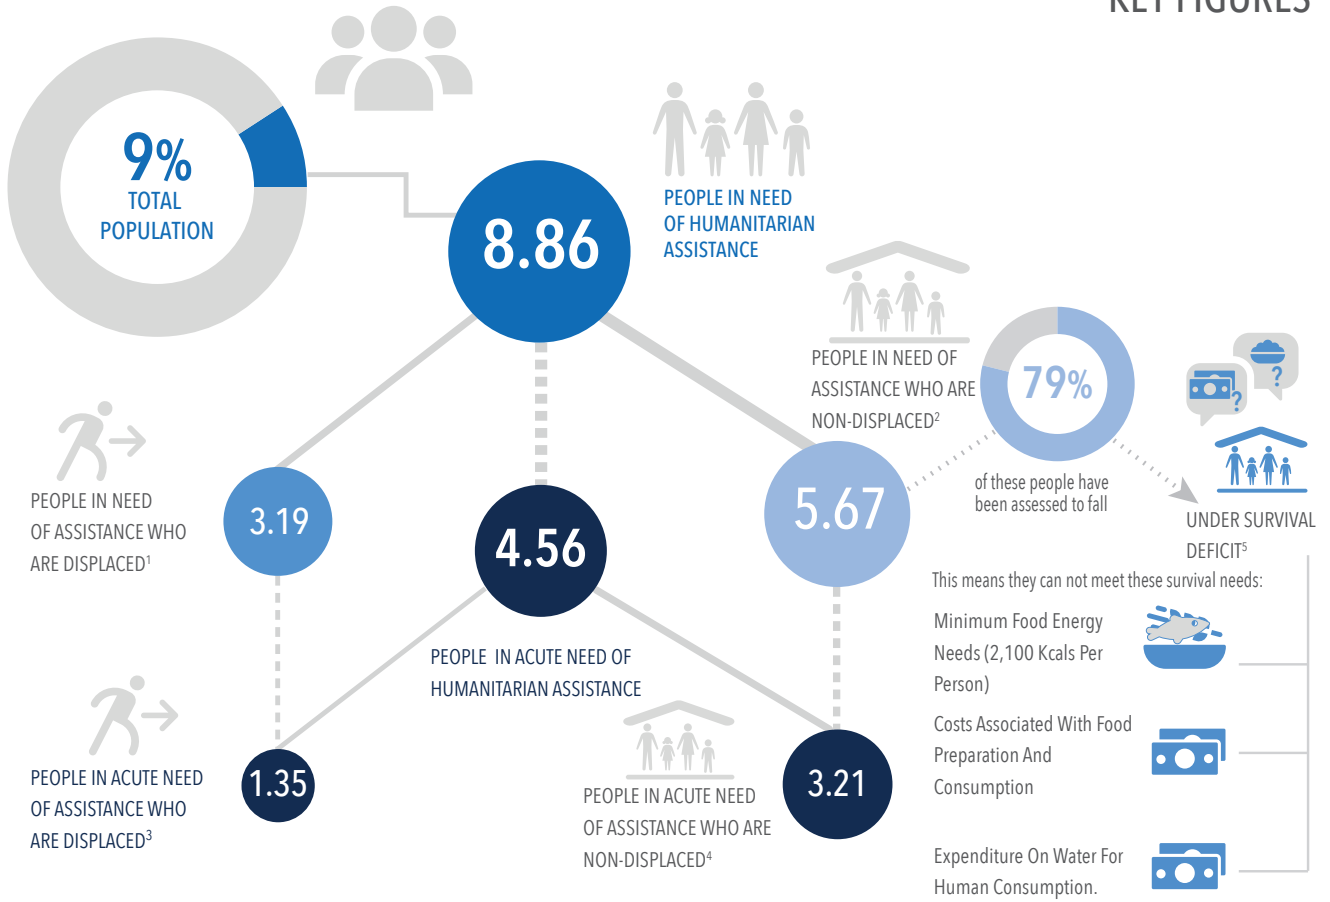 KEY FIGURES
9%
TOTAL
POPULATION
8.86
PEOPLE IN NEED
OF HUMANITARIAN
ASSISTANCE
PEOPLE IN NEED OF
ASSISTANCE WHO ARE
NON-DISPLACED²
79%
of these people have
been assessed to fall
?
?
UNDER SURVIVAL
DEFICIT⁵
PEOPLE IN NEED
OF ASSISTANCE WHO
ARE DISPLACED¹
3.19
4.56
5.67
PEOPLE IN ACUTE NEED OF
HUMANITARIAN ASSISTANCE
PEOPLE IN ACUTE NEED
OF ASSISTANCE WHO
ARE DISPLACED³
1.35
PEOPLE IN ACUTE NEED
OF ASSISTANCE WHO ARE
NON-DISPLACED⁴
3.21
This means they can not meet these survival needs:
Minimum Food Energy
Needs (2,100 Kcals Per
Person)
Costs Associated With Food
Preparation And
Consumption
Expenditure On Water For
Human Consumption.